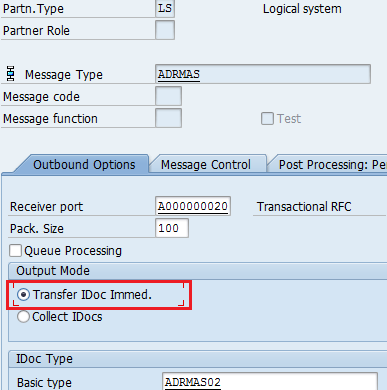 Partn.Type LS Logical system
Partner Role
Message Type ADRMAS
Message code
Message function Test
Outbound Options Message Control Post Processing: Pe
Receiver port A000000020 Transactional RFC
Pack. Size 100
Queue Processing
Output Mode
Transfer IDoc Immed.
Collect IDocs
IDoc Type
Basic type ADRMAS02